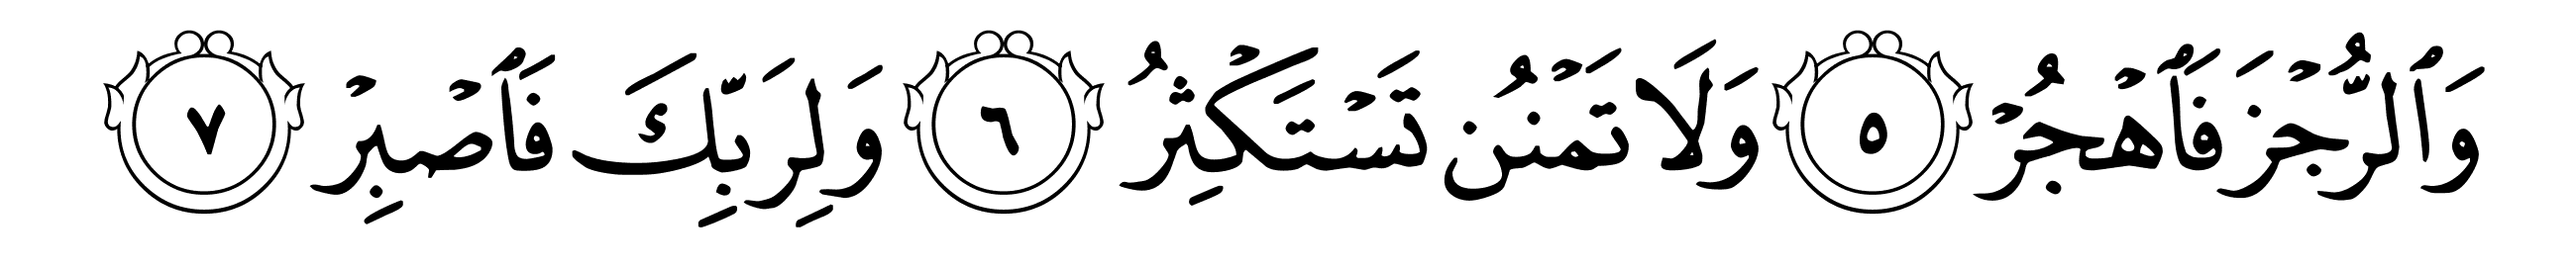 وَٱلرُّجْزَ فَٱهْجُرْ ٥ وَلَا تَمْنُن تَسْتَكْثِرُ ٦ وَلِرَبِّكَ فَٱصْبِرْ ٧